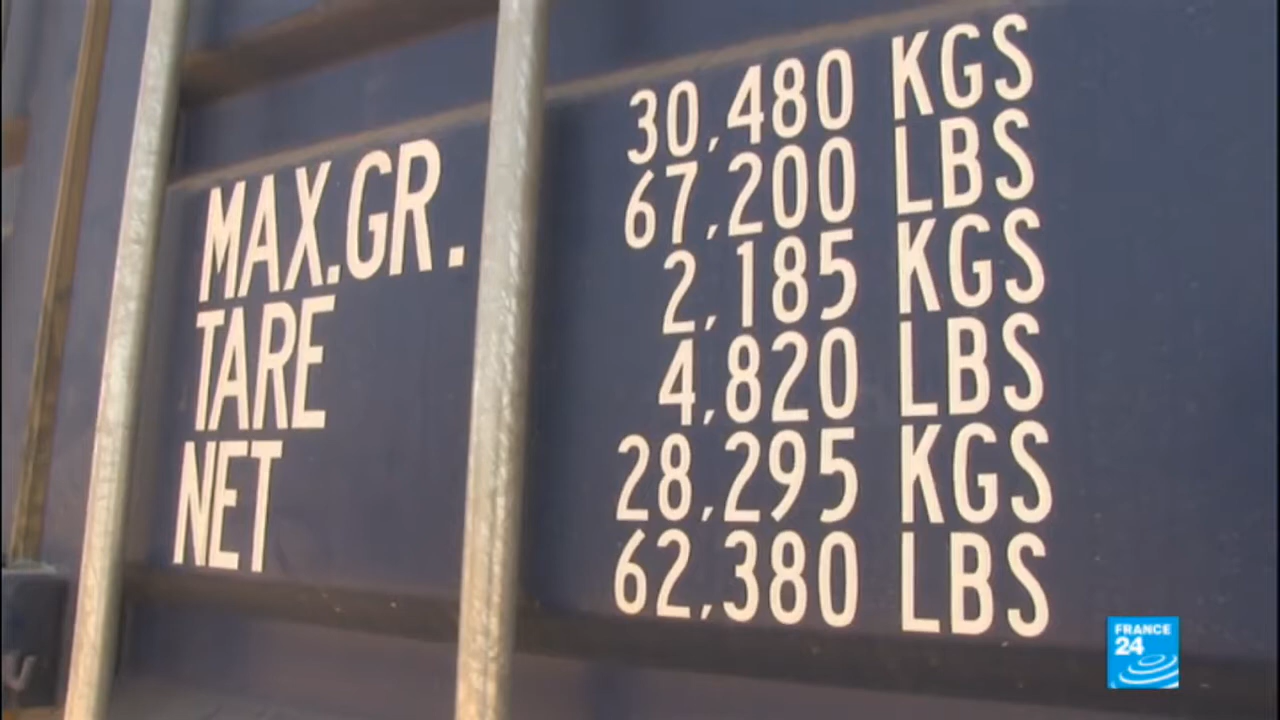 MAX.GR. 30,480 KGS
67,200 LBS
TARE 2,185 KGS
4,820 LBS
NET 28,295 KGS
62,380 LBS
FRANCE
24